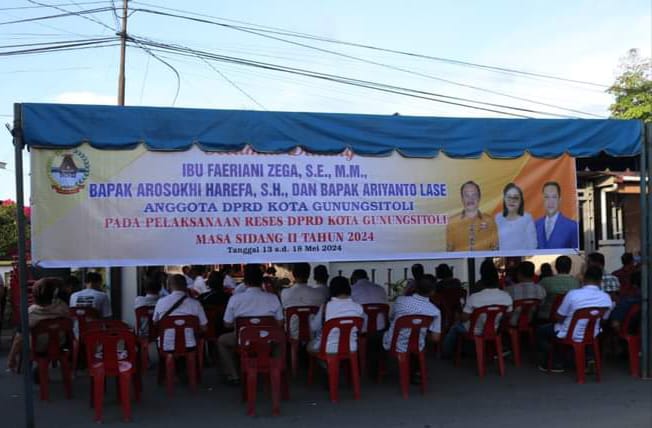 IBU FAERIANI ZEGA, S.E., M.M.,
BAPAK AROSOKHI HAREFA, S.H., DAN BAPAK ARIYANTO LASE
ANGGOTA DPRD KOTA GUNUNGSITOLI
PADA PELAKSANAAN RESES DPRD KOTA GUNUNGSITOLI
MASA SIDANG II TAHUN 2024
Tanggal 13 s.d. 18 Mei 2024